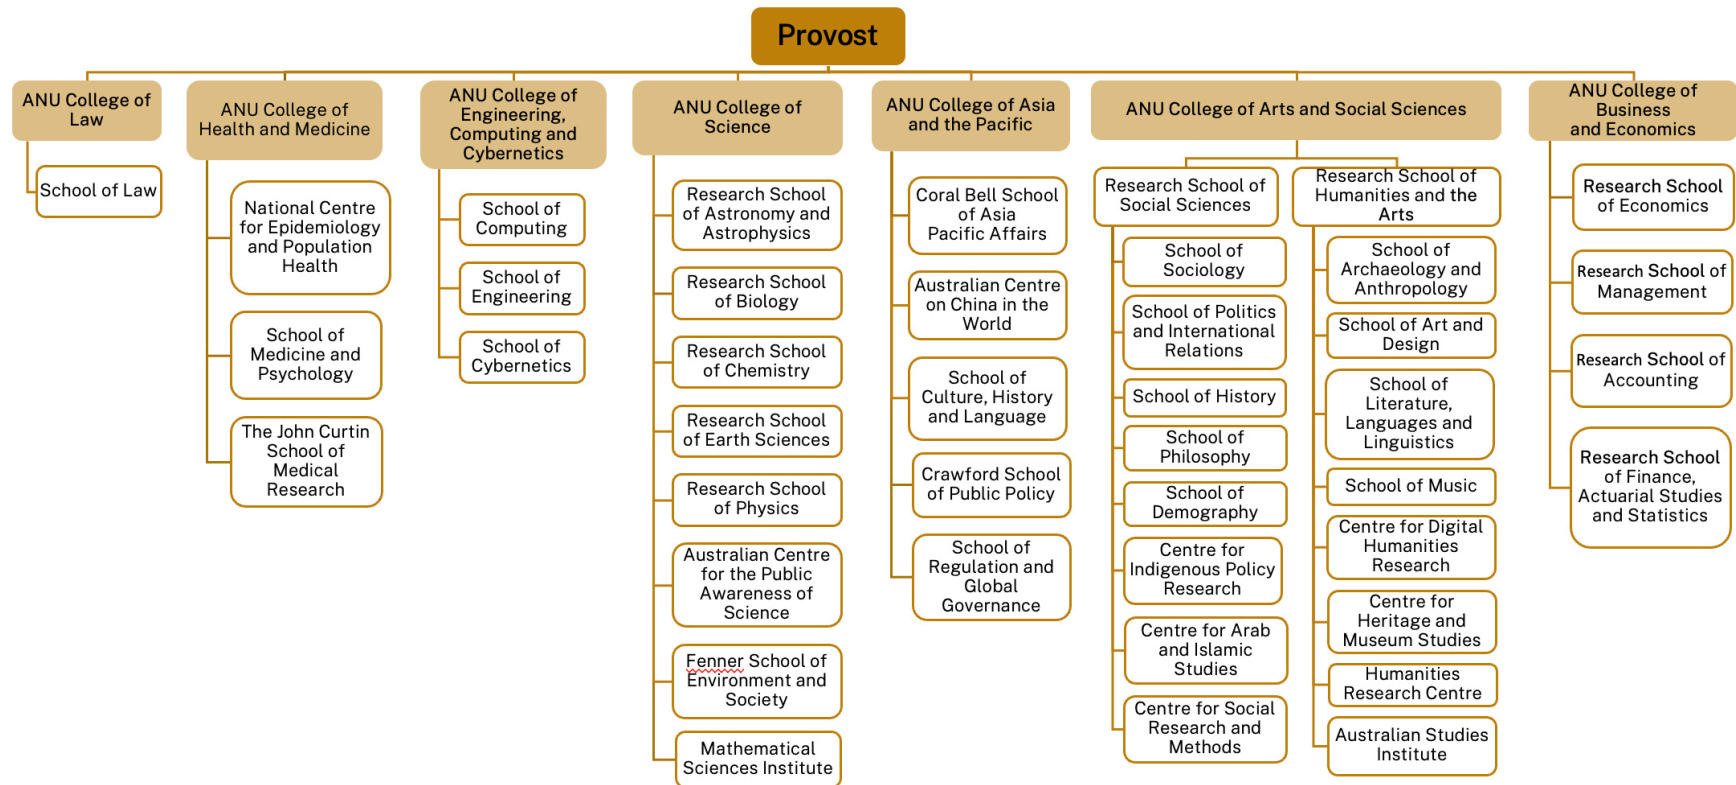 Provost
ANU College of
Law
School of Law
ANU College of
Health and Medicine
National Centre
for Epidemiology
and Population
Health
School of
Medicine and
Psychology
The John Curtin
School of
Medical
Research
ANU College of
Engineering,
Computing and
Cybernetics
School of
Computing
School of
Engineering
School of
Cybernetics
ANU College of
Science
Research School
of Astronomy and
Astrophysics
Research School
of Biology
Research School
of Chemistry
Research School
of Earth Sciences
Research School
of Physics
Australian Centre
for the Public
Awareness of
Science
Fenner School of
Environment and
Society
Mathematical
Sciences Institute
ANU College of Asia
and the Pacific
Coral Bell School
of Asia
Pacific Affairs
Australian Centre
on China in the
World
School of
Culture, History
and Language
Crawford School
of Public Policy
School of
Regulation and
Global
Governance
ANU College of Arts and Social Sciences
Research School of
Social Sciences
School of
Sociology
School of Politics
and International
Relations
School of History
School of
Philosophy
School of
Demography
Centre for
Indigenous Policy
Research
Centre for Arab
and Islamic
Studies
Centre for Social
Research and
Methods
Research School of
Humanities and the
Arts
School of
Archaeology and
Anthropology
School of Art and
Design
School of
Literature,
Languages and
Linguistics
School of Music
Centre for Digital
Humanities
Research
Centre for
Heritage and
Museum Studies
Humanities
Research Centre
Australian Studies
Institute
ANU College of
Business
and Economics
Research School
of Economics
Research School of
Management
Research School of
Accounting
Research School
of Finance,
Actuarial Studies
and Statistics